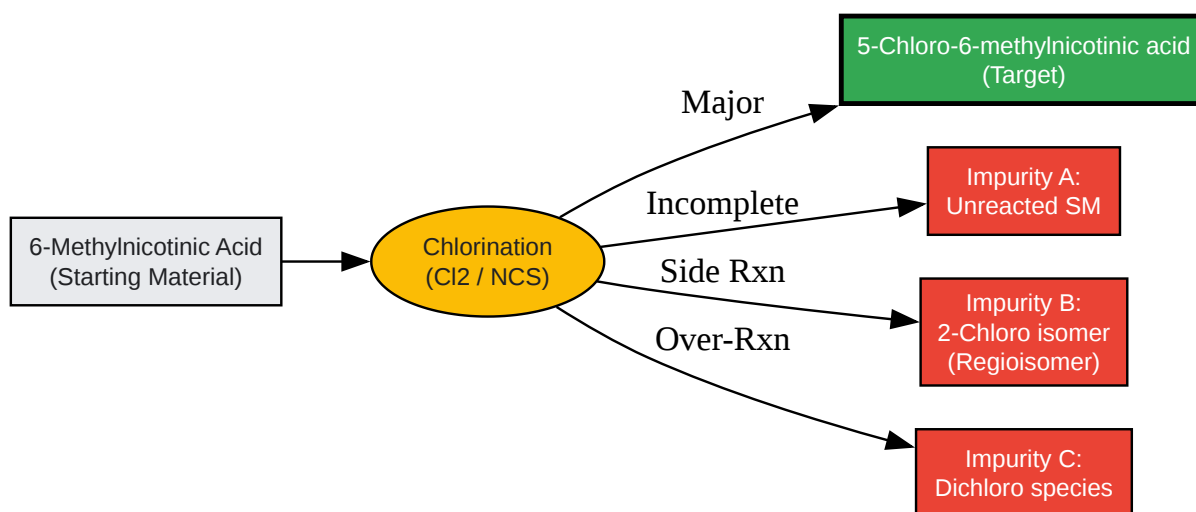 6-Methylnicotinic Acid
(Starting Material)
Chlorination
(Cl2 / NCS)
Major
Incomplete
Side Rxn
Over-Rxn
5-Chloro-6-methylnicotinic acid
(Target)
Impurity A:
Unreacted SM
Impurity B:
2-Chloro isomer
(Regioisomer)
Impurity C:
Dichloro species